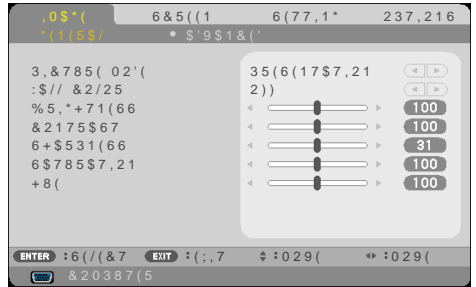 ,0$*( 6&5((1 6(77,1* 237,216
*(1(5$/ • $'9$1&('
3,&785( 02'( 35(6(17$7,21
:$// &2/25 2))
%5,*+71(66 100
&2175$67 100
6+$531(66 31
6$785$7,21 100
+8( 100
ENTER :6(/(&7 EXIT :(;,7 :029( :029(
&20387(5